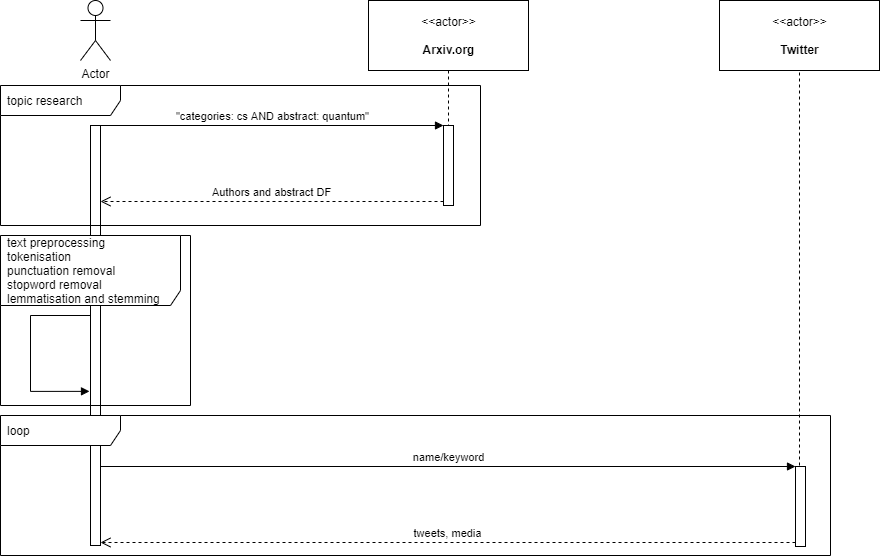 <<actor>>
Arxiv.org
<<actor>>
Twitter
Actor
topic research
"categories: cs AND abstract: quantum"
Authors and abstract DF
text preprocessing
tokenisation
punctuation removal
stopword removal
lemmatisation and stemming
loop
name/keyword
tweets, media